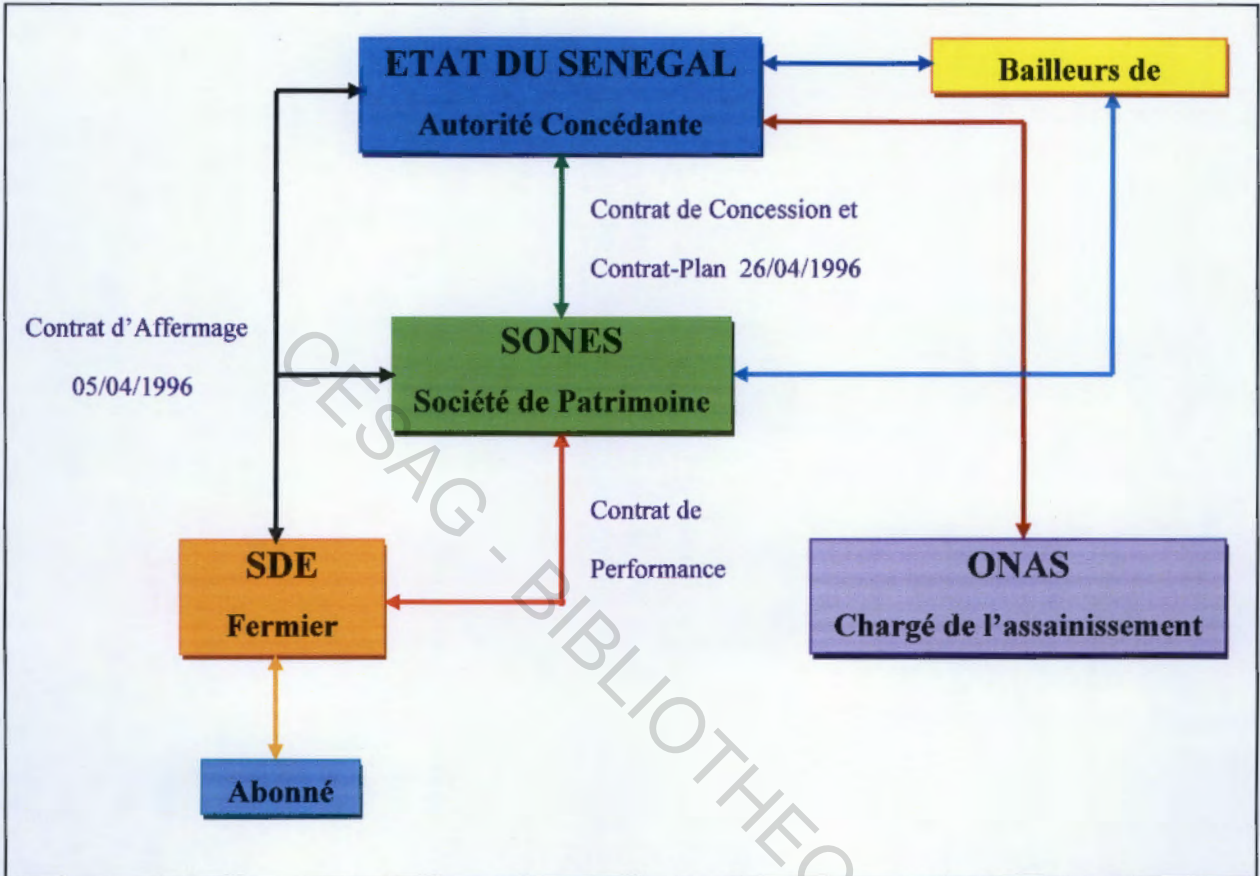 ETAT DU SENEGAL
Autorité Concédante
Bailleurs de
Contrat de Concession et
Contrat-Plan 26/04/1996
Contrat d'Affermage
05/04/1996
SONES
Société de Patrimoine
Contrat de
Performance
SDE
Fermier
ONAS
Chargé de l'assainissement
Abonné
CESAG - BIBLIOTHEQ